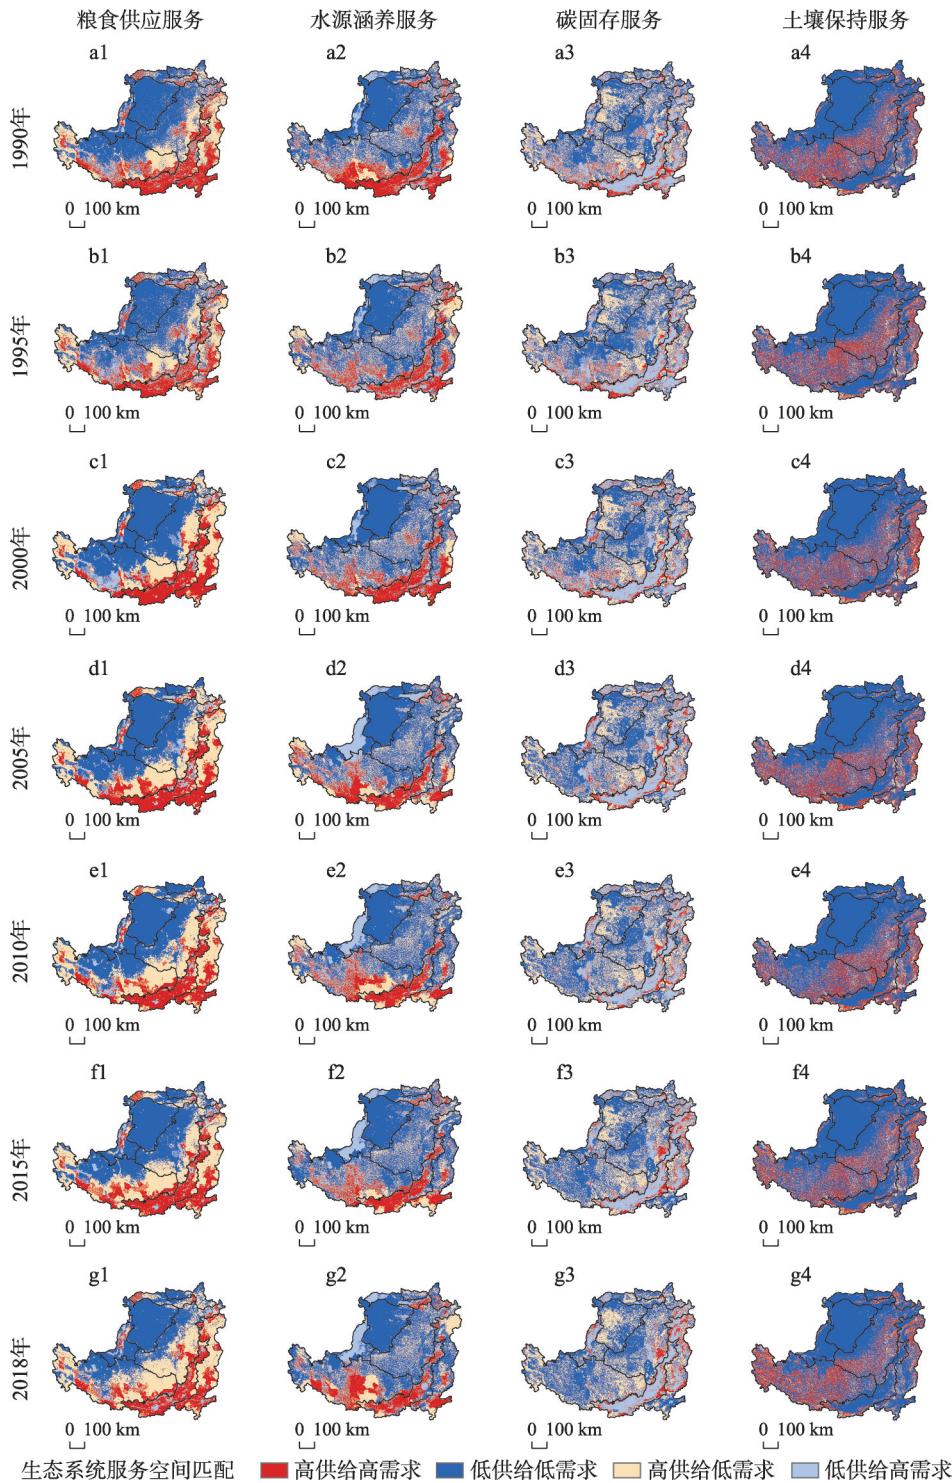 粮食供应服务 水源涵养服务 碳固存服务 土壤保持服务
a1 a2 a3 a4
1990年
0 100 km 0 100 km 0 100 km 0 100 km
b1 b2 b3 b4
1995年
0 100 km 0 100 km 0 100 km 0 100 km
c1 c2 c3 c4
2000年
0 100 km 0 100 km 0 100 km 0 100 km
d1 d2 d3 d4
2005年
0 100 km 0 100 km 0 100 km 0 100 km
e1 e2 e3 e4
2010年
0 100 km 0 100 km 0 100 km 0 100 km
f1 f2 f3 f4
2015年
0 100 km 0 100 km 0 100 km 0 100 km
g1 g2 g3 g4
2018年
0 100 km 0 100 km 0 100 km 0 100 km
生态系统服务空间匹配 高供给高需求 低供给低需求 高供给低需求 低供给高需求